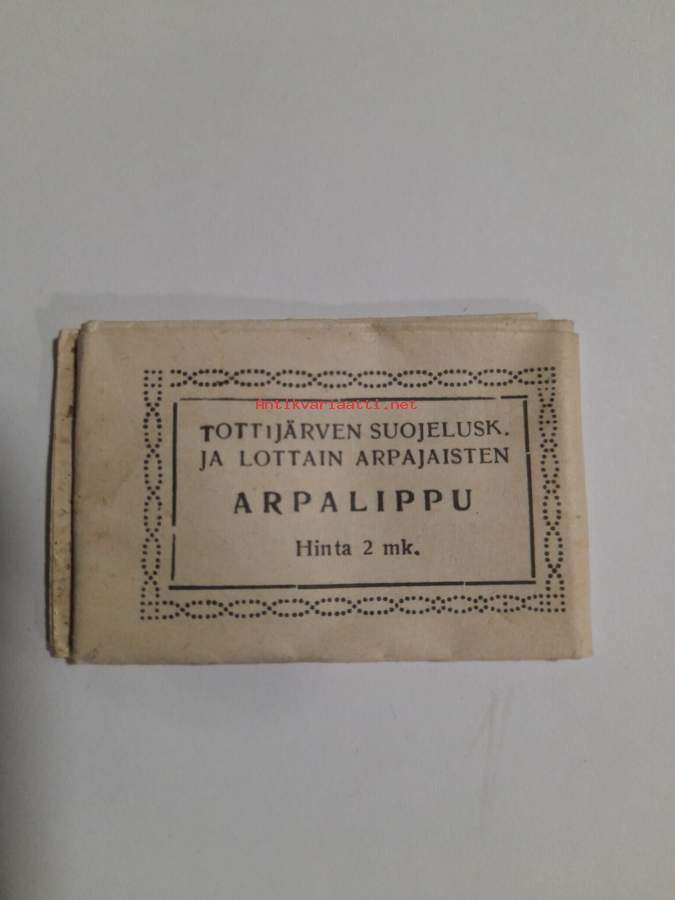 Antikvariaatti.net
TOTTIJÄRVEN SUOJELUSK.
JA LOTTAIN ARPAJAISTEN
ARPALIPPU
Hinta 2 mk.